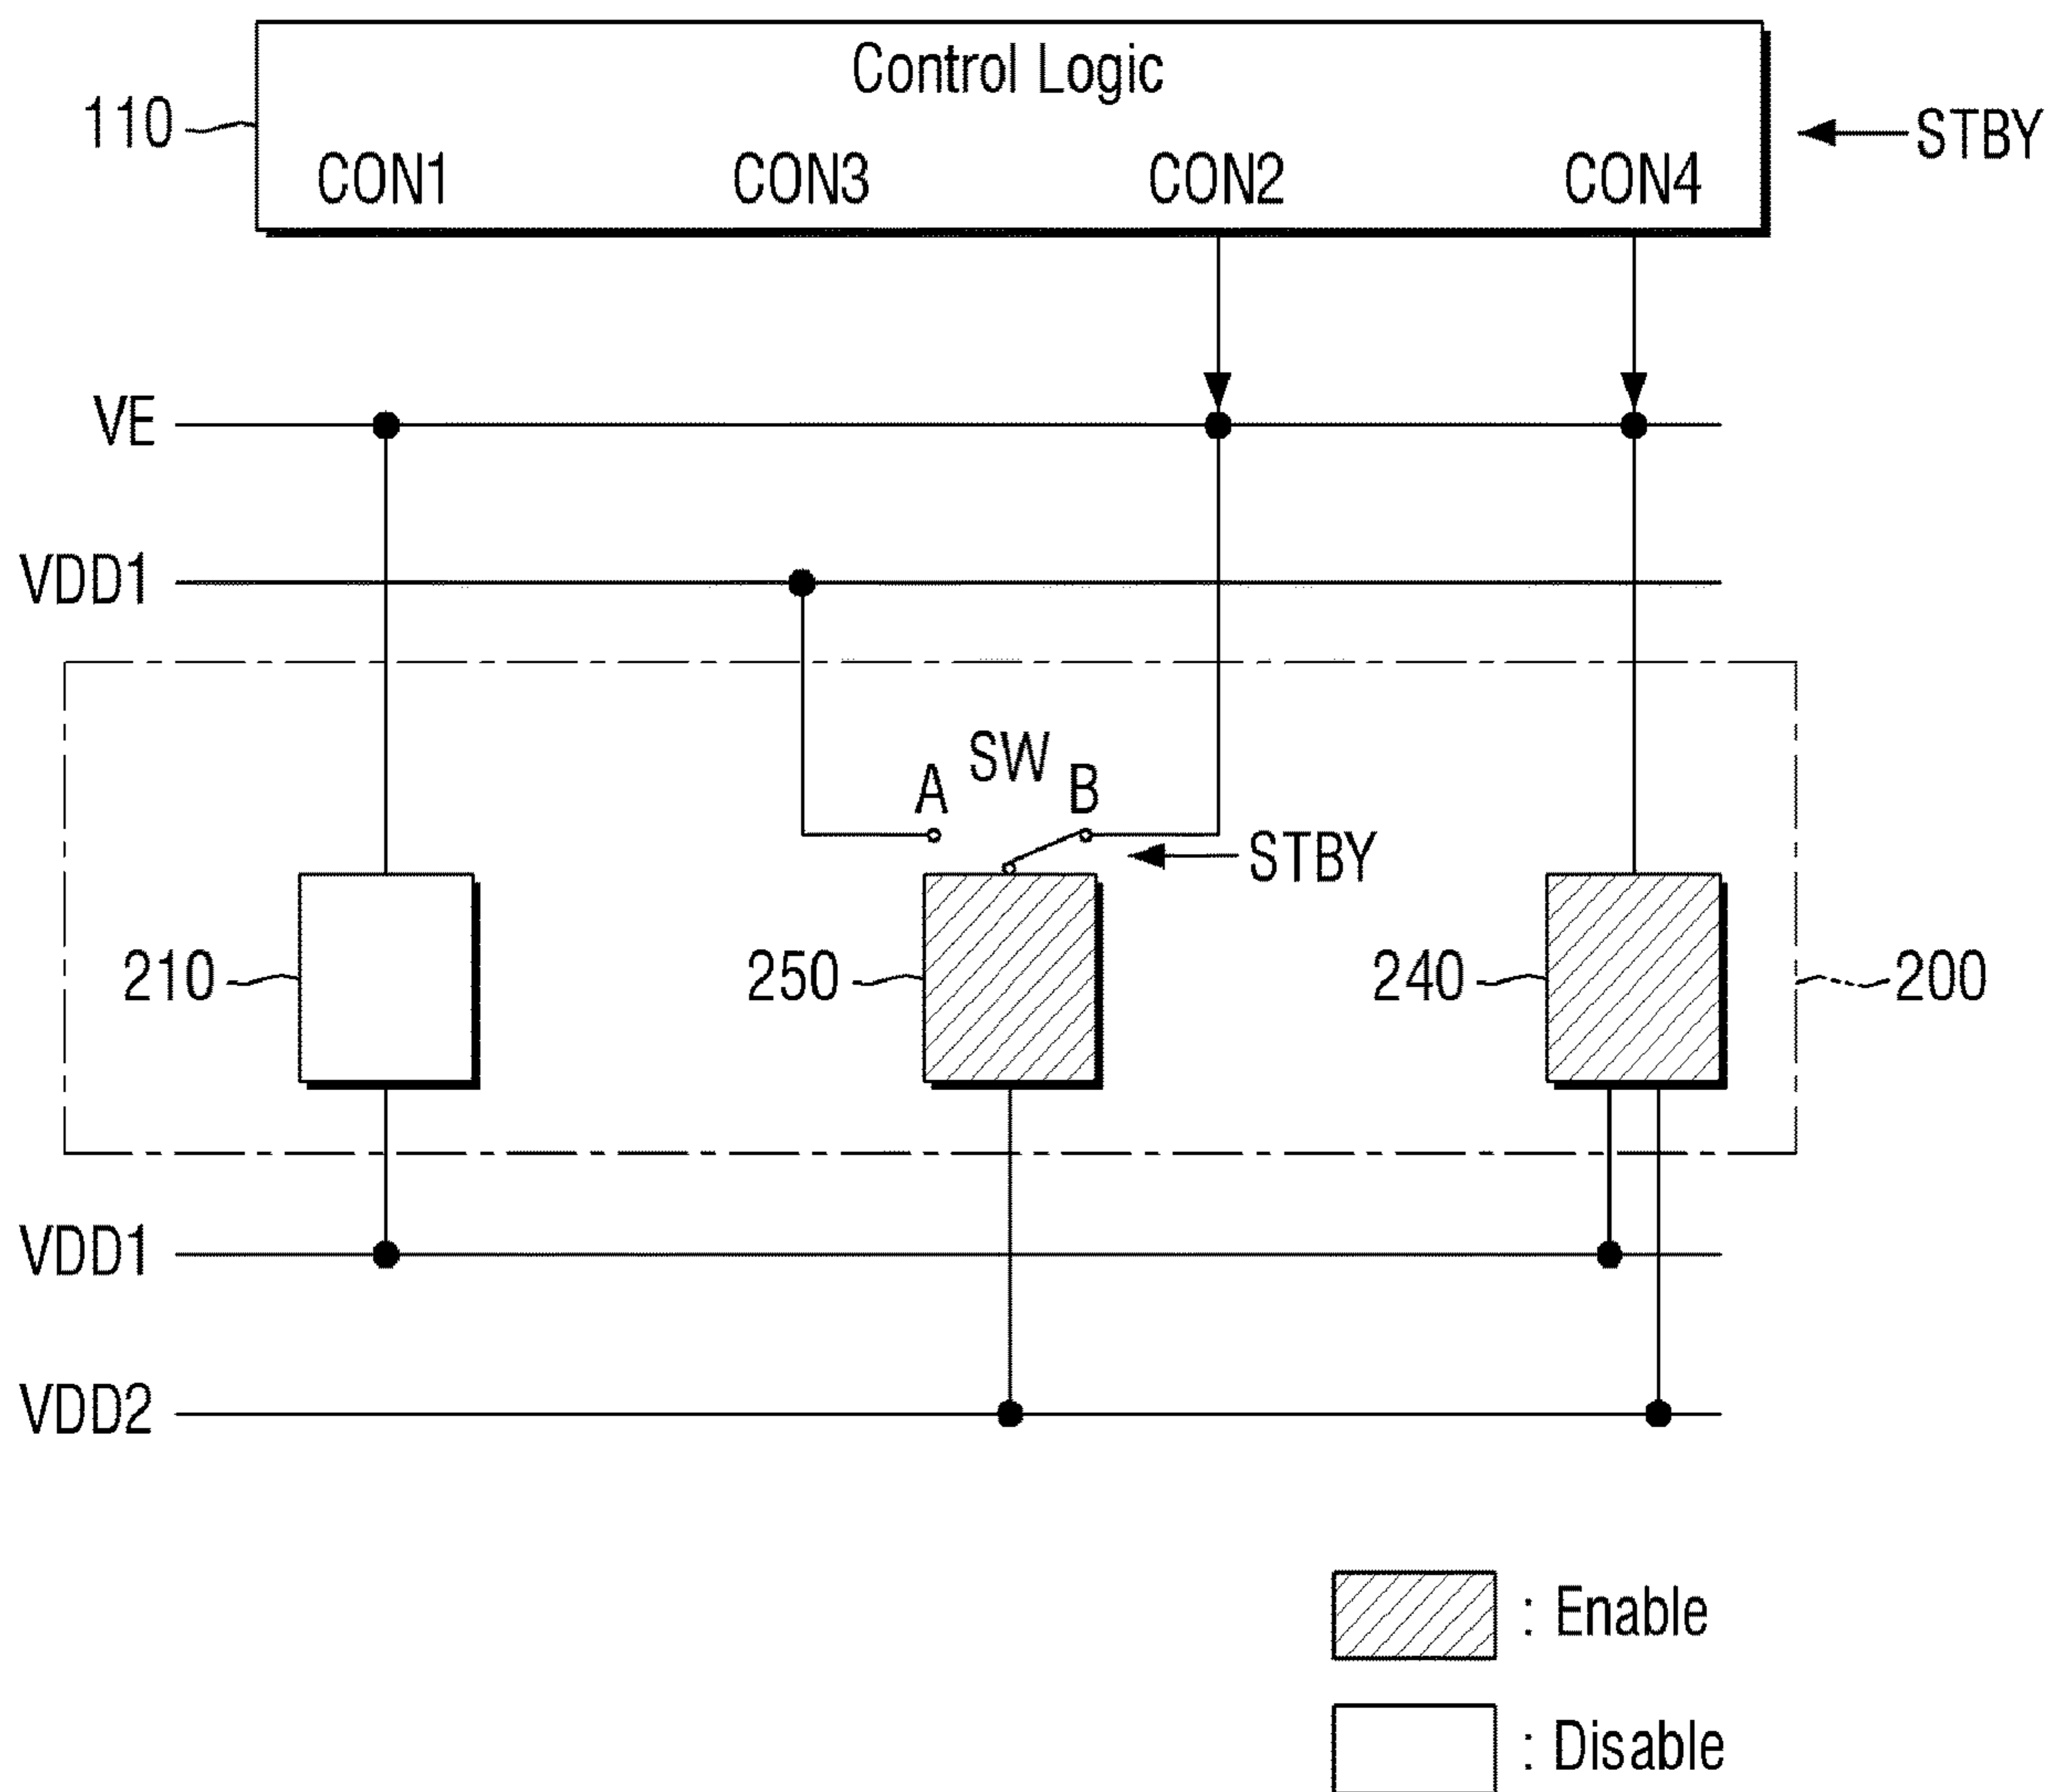 Control Logic
110
STBY
CON1 CON3 CON2 CON4
VE
VDD1
SW
A B
STBY
210 250 240 200
VDD1
VDD2
: Enable
: Disable